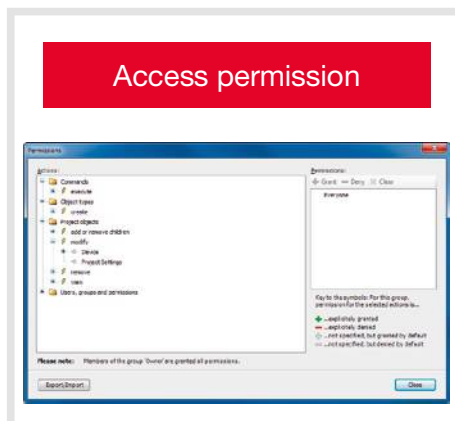 Access permission
Permissions
Actions:
Commands
execute
Object types
create
Project objects
add or remove children
modify
Device
Project Settings
remove
view
Users, groups and permissions
Permissions:
Grant Deny Clear
Everyone
Key to the symbols: For this group,
permission for the selected actions is...
...explicitely granted
...explicitely denied
...not specified, but granted by default
...not specified, but denied by default
Please note: Members of the group 'Owner' are granted all permissions.
Export/Import
Close